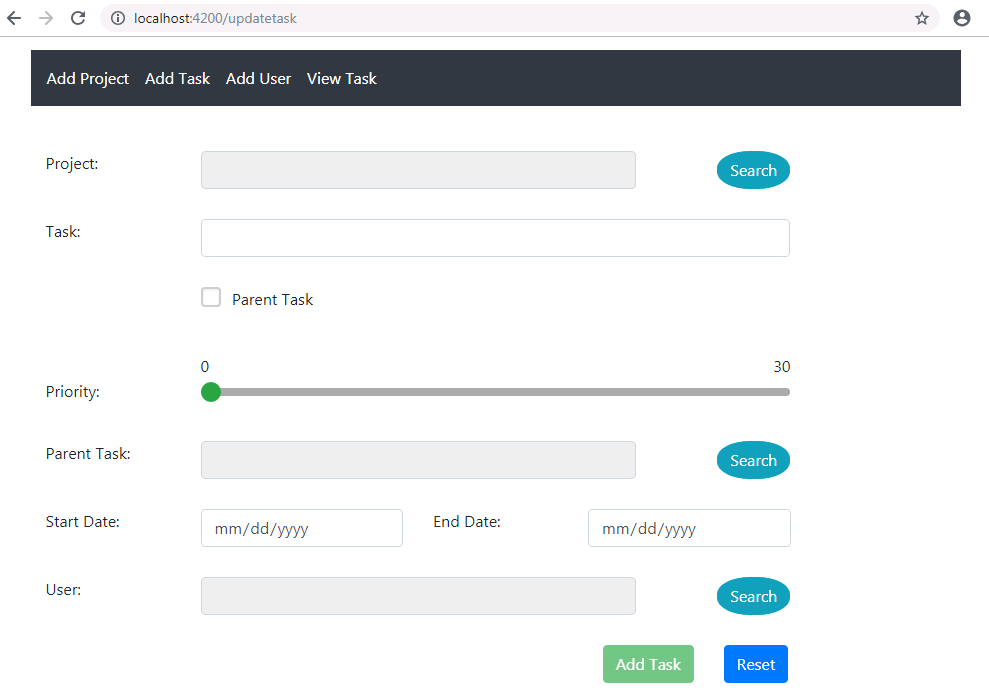 localhost:4200/updatetask
Add Project Add Task Add User View Task
Project: Search
Task:
Parent Task
0 30
Priority:
Parent Task: Search
Start Date: mm/dd/yyyy End Date: mm/dd/yyyy
User: Search
Add Task Reset